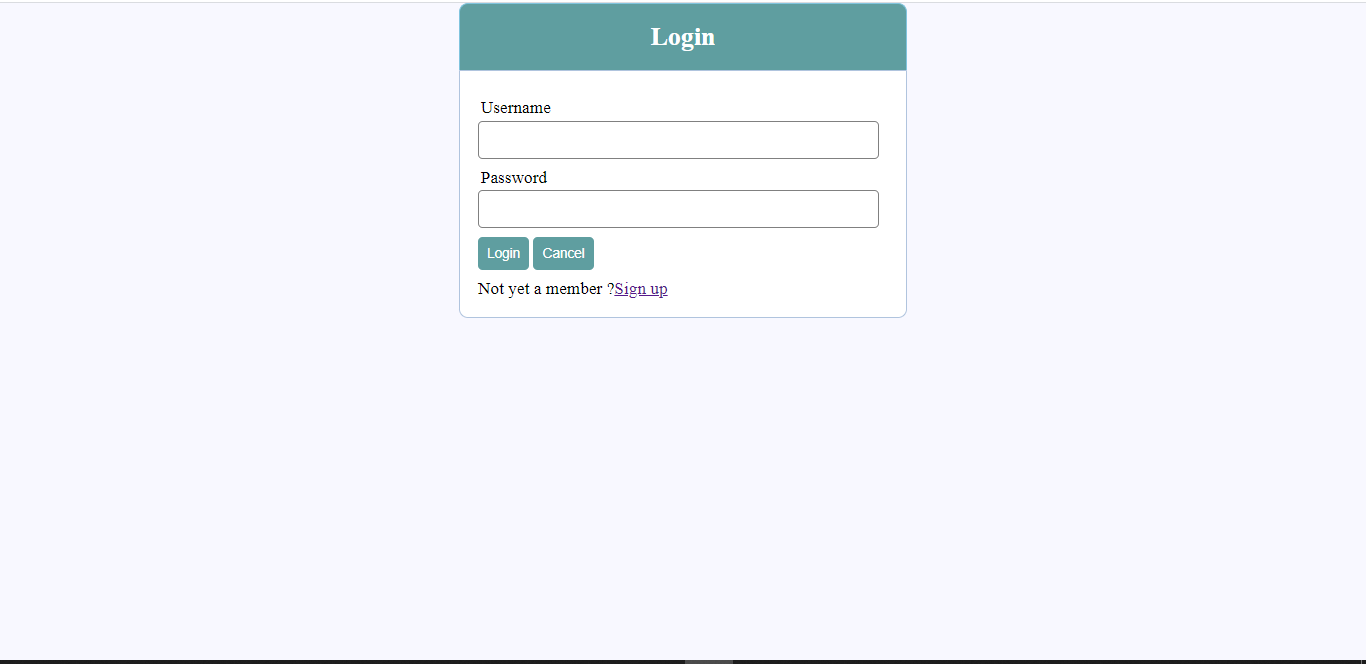 Login
Username
Password
Login Cancel
Not yet a member ?Sign up